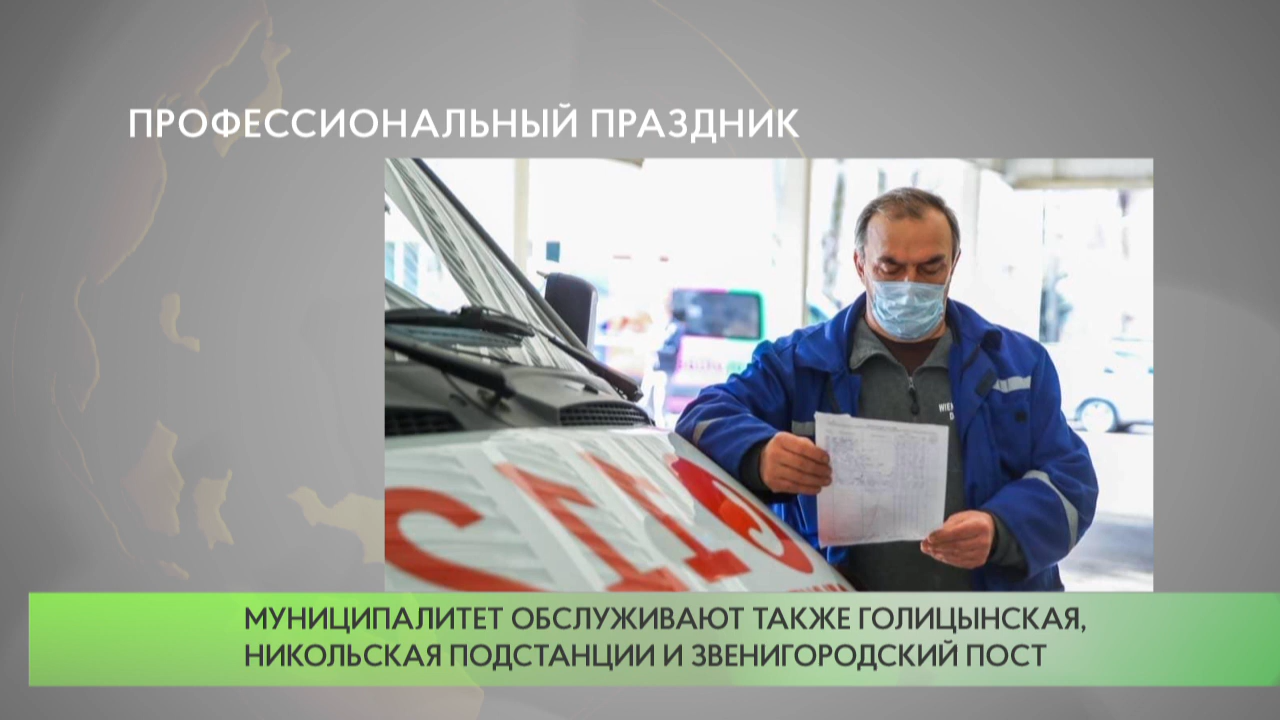 ПРОФЕССИОНАЛЬНЫЙ ПРАЗДНИК
МУНИЦИПАЛИТЕТ ОБСЛУЖИВАЮТ ТАКЖЕ ГОЛИЦЫНСКАЯ,
НИКОЛЬСКАЯ ПОДСТАНЦИИ И ЗВЕНИГОРОДСКИЙ ПОСТ